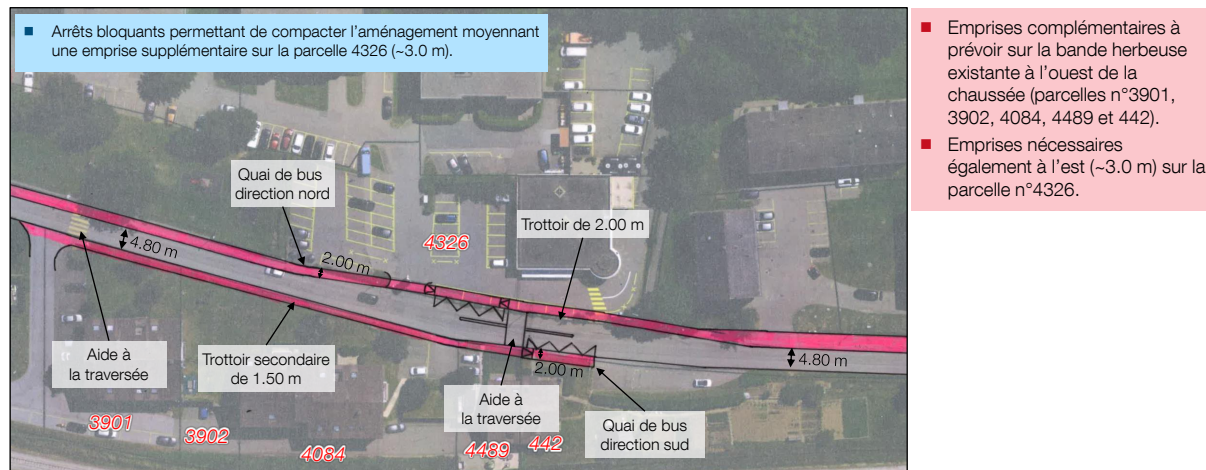 Arrêts bloquants permettant de compacter l'aménagement moyennant
une emprise supplémentaire sur la parcelle 4326 (~3.0 m).
Emprises complémentaires à
prévoir sur la bande herbeuse
existante à l'ouest de la
chaussée (parcelles n°3901,
3902, 4084, 4489 et 442).
Emprises nécessaires
également à l'est (~3.0 m) sur la
parcelle n°4326.
Quai de bus
direction nord
Trottoir de 2.00 m
4326
4.80 m
2.00 m
Aide à
la traversée
Trottoir secondaire
de 1.50 m
2.00 m
4.80 m
Aide à
la traversée
Quai de bus
direction sud
3901
3902
4084
4489
442